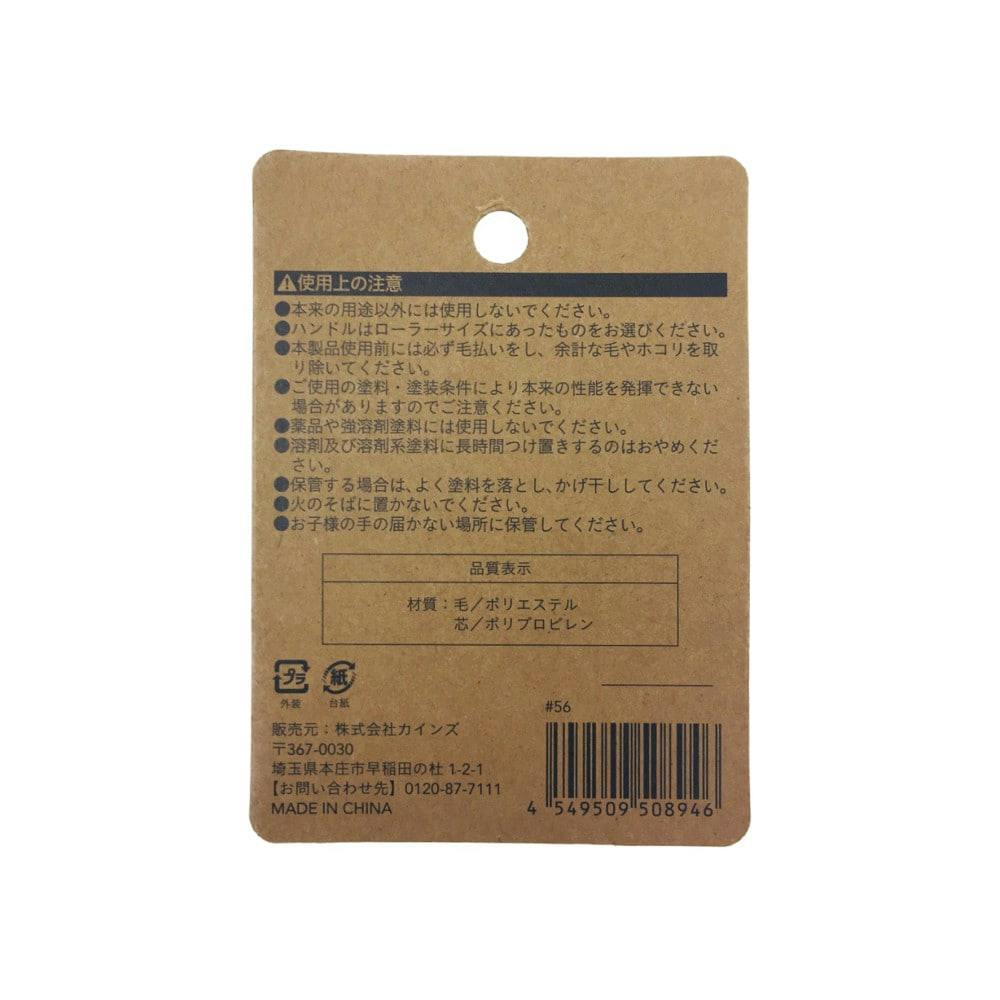 ⚠使用上の注意
●本来の用途以外には使用しないでください。
●ハンドルはローラーサイズにあったものをお選びください。
●本製品使用前には必ず毛払いをし、余計な毛やホコリを取
り除いてください。
●ご使用の塗料・塗装条件により本来の性能を発揮できない
場合がありますのでご注意ください。
●薬品や強溶剤塗料には使用しないでください。
●溶剤及び溶剤系塗料に長時間つけ置きするのはおやめくだ
さい。
●保管する場合は、よく塗料を落とし、かげ干ししてください。
●火のそばに置かないでください。
●お子様の手の届かない場所に保管してください。
品質表示
材質：毛／ポリエステル
芯／ポリプロピレン
プラ 紙
外装 台紙
#56
販売元：株式会社カインズ
〒367-0030
埼玉県本庄市早稲田の杜 1-2-1
【お問い合わせ先】0120-87-7111
MADE IN CHINA
4 549509 508946